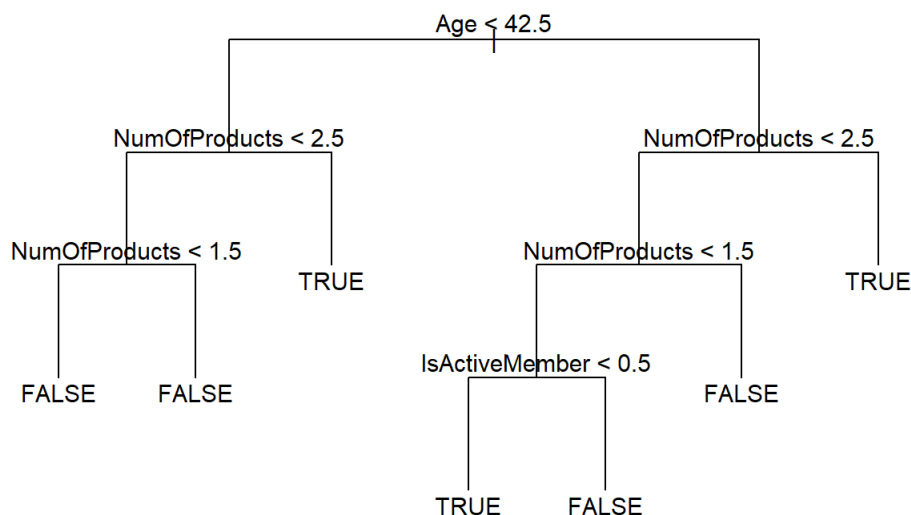 Age < 42.5
NumOfProducts < 2.5
NumOfProducts < 2.5
NumOfProducts < 1.5
TRUE
NumOfProducts < 1.5
TRUE
FALSE
FALSE
IsActiveMember < 0.5
FALSE
TRUE
FALSE